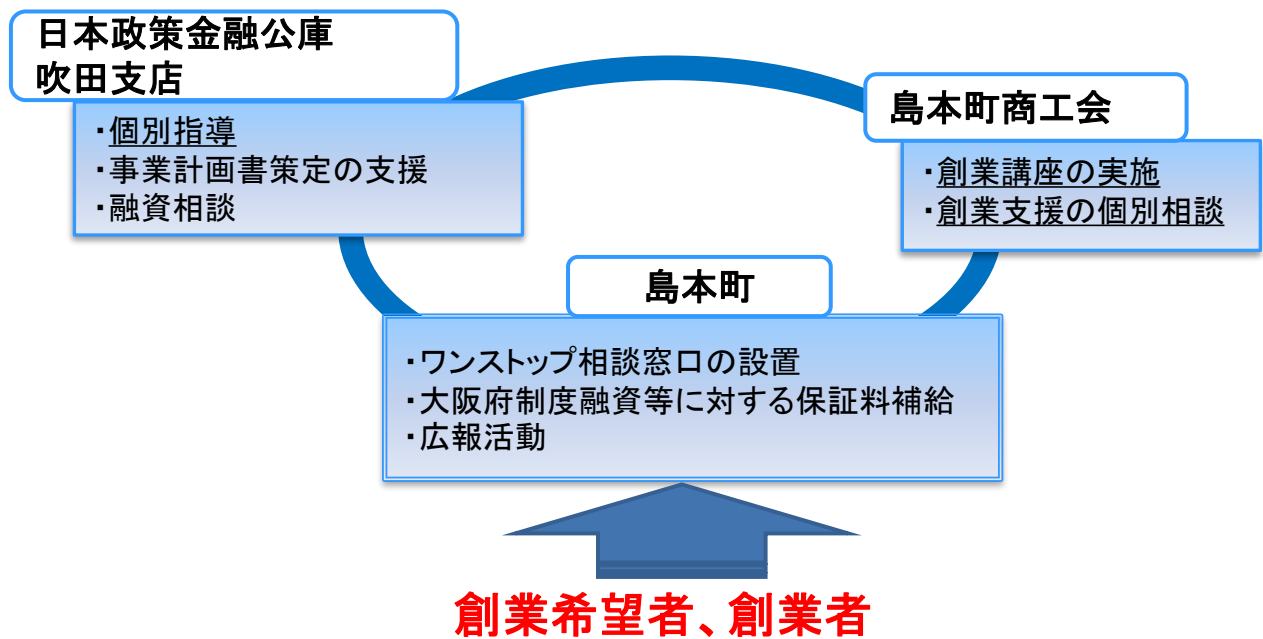 日本政策金融公庫
吹田支店
・個別指導
・事業計画書策定の支援
・融資相談
島本町商工会
・創業講座の実施
・創業支援の個別相談
島本町
・ワンストップ相談窓口の設置
・大阪府制度融資等に対する保証料補給
・広報活動
創業希望者、創業者